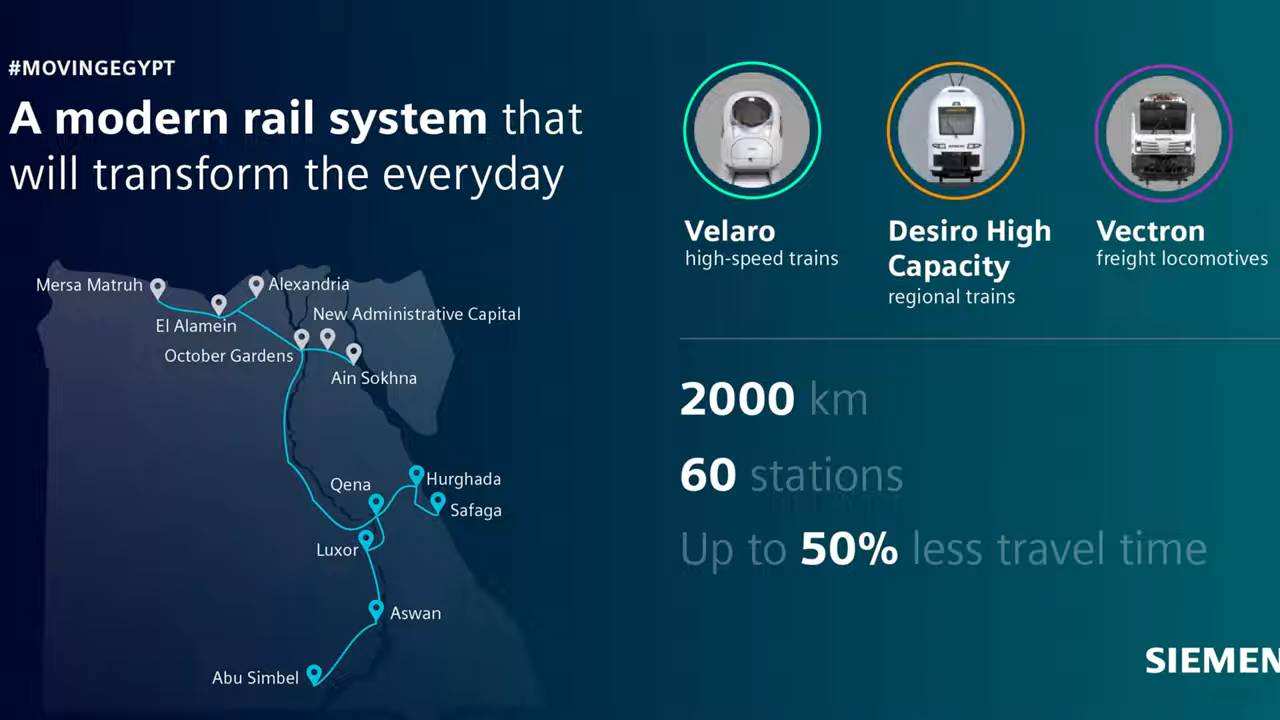 #MOVINGEGYPT
A modern rail system that
will transform the everyday
Mersa Matruh
Alexandria
El Alamein
New Administrative Capital
October Gardens
Ain Sokhna
Qena
Hurghada
Safaga
Luxor
Aswan
Abu Simbel
Velaro
high-speed trains
Desiro High
Capacity
regional trains
Vectron
freight locomotives
2000 km
60 stations
Up to 50% less travel time
SIEMEN